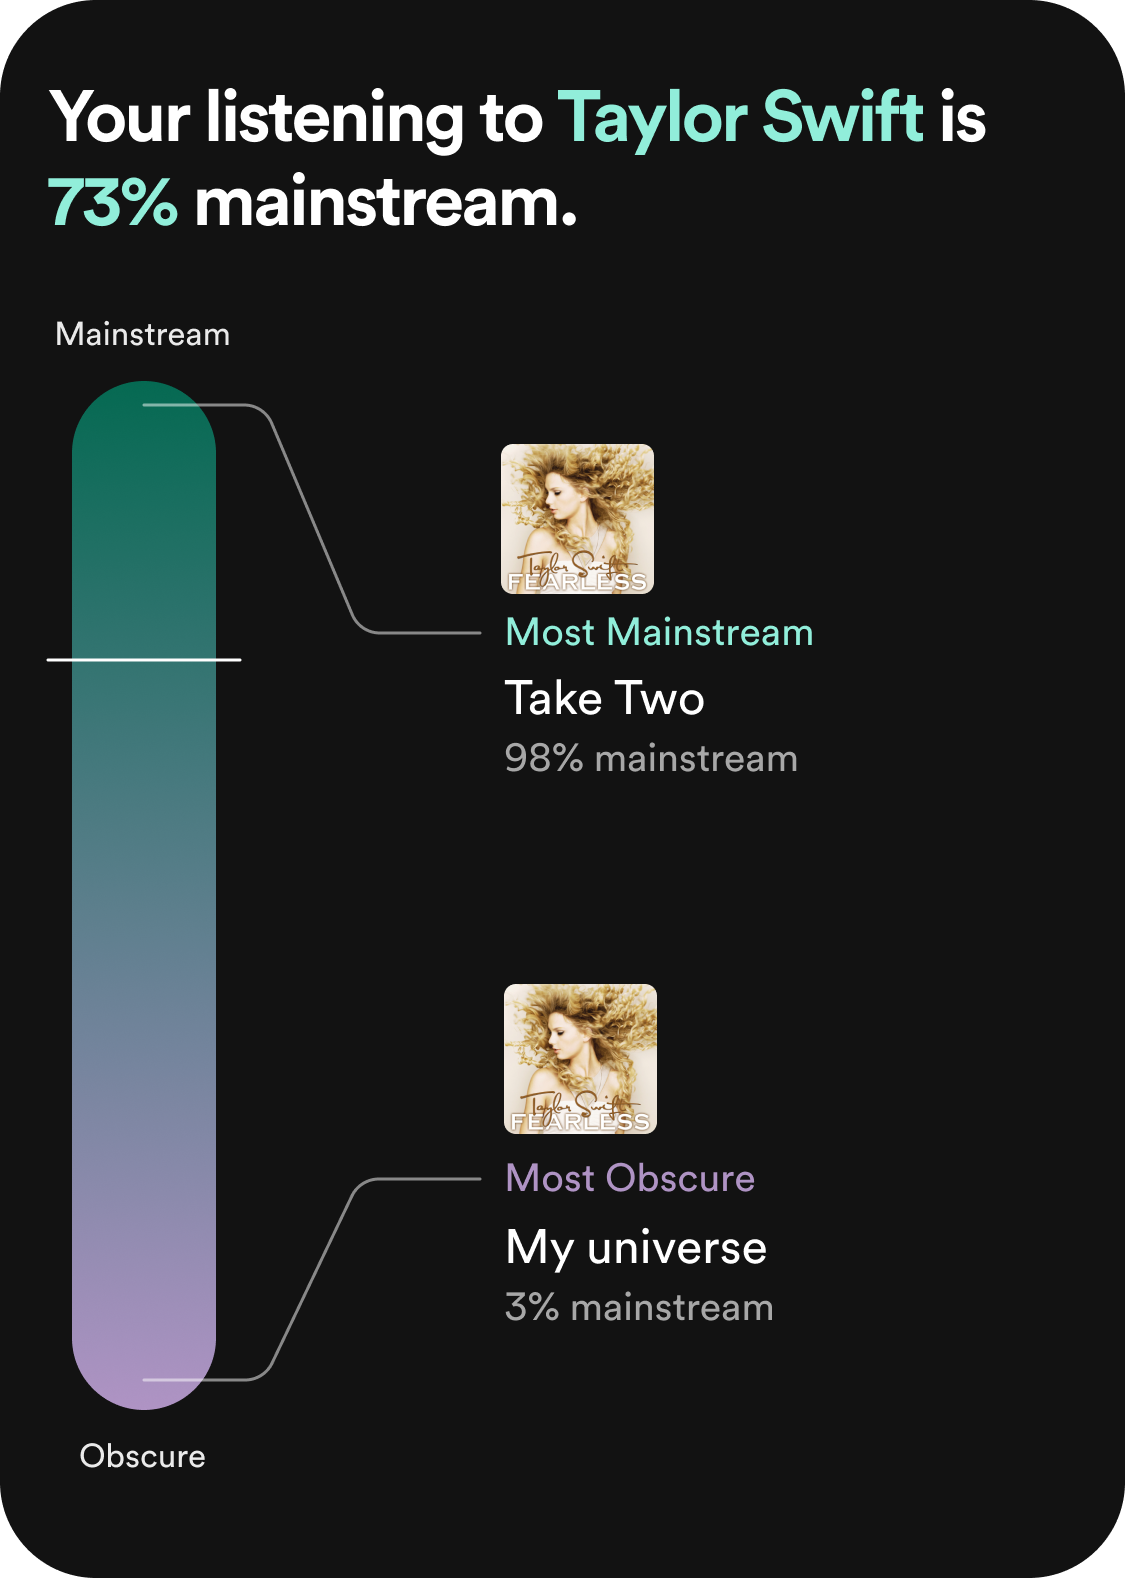 Your listening to Taylor Swift is
73% mainstream.
Mainstream
Taylor Swift
FEARLESS
Most Mainstream
Take Two
98% mainstream
Taylor Swift
FEARLESS
Most Obscure
My universe
3% mainstream
Obscure